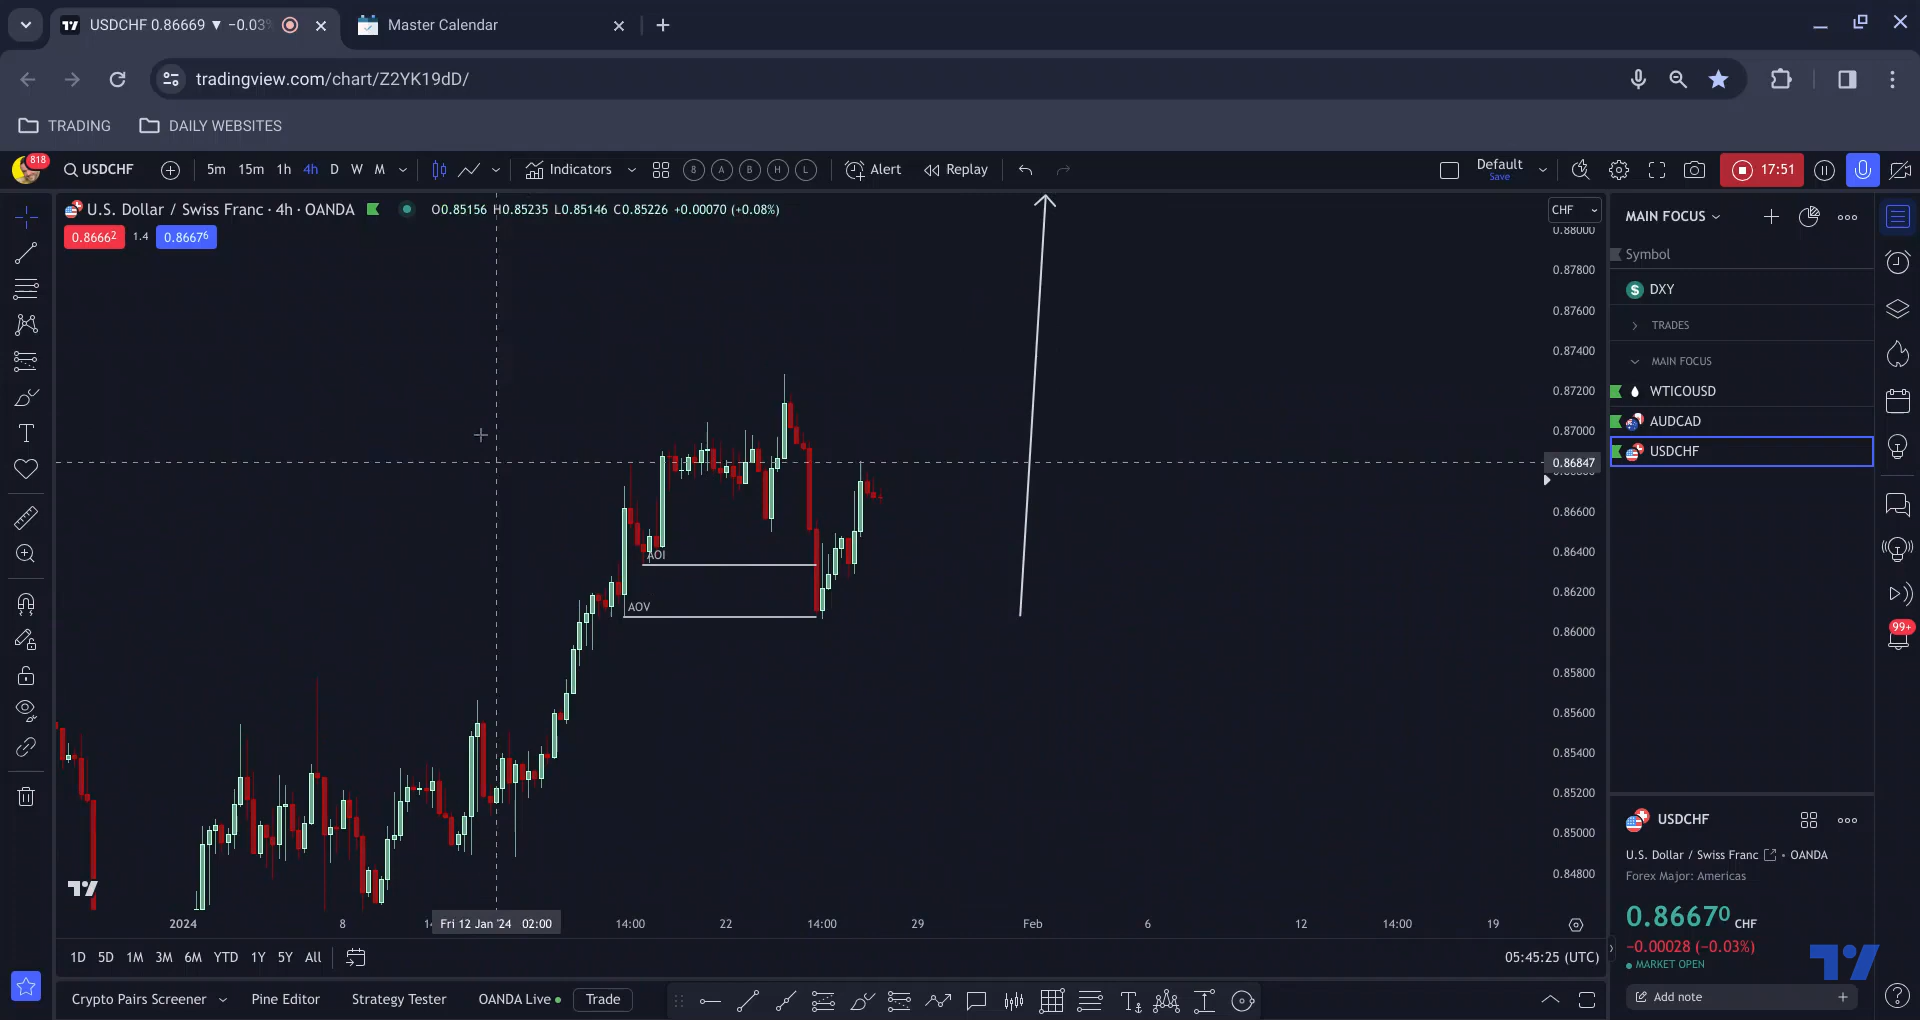 USDCHF 0.86669 ▼ −0.03%
Master Calendar
tradingview.com/chart/Z2YK19dD/
TRADING
DAILY WEBSITES
818
USDCHF
5m 15m 1h 4h D W M
Indicators
8 A B H L
Alert
Replay
Default
Save
17:51
U.S. Dollar / Swiss Franc · 4h · OANDA
O0.85156 H0.85235 L0.85146 C0.85226 +0.00070 (+0.08%)
0.86662
1.4
0.86676
CHF
0.88000
0.87800
0.87600
0.87400
0.87200
0.87000
0.86847
0.86600
0.86400
0.86200
0.86000
0.85800
0.85600
0.85400
0.85200
0.85000
0.84800
AOI
AOV
2024
8
Fri 12 Jan '24 02:00
14:00
22
14:00
29
Feb
6
12
14:00
19
1D 5D 1M 3M 6M YTD 1Y 5Y All
05:45:25 (UTC)
Crypto Pairs Screener
Pine Editor
Strategy Tester
OANDA Live
Trade
MAIN FOCUS
Symbol
DXY
TRADES
MAIN FOCUS
WTICOUSD
AUDCAD
USDCHF
99+
USDCHF
U.S. Dollar / Swiss Franc • OANDA
Forex Major: Americas
0.86670 CHF
−0.00028 (−0.03%)
MARKET OPEN
Add note